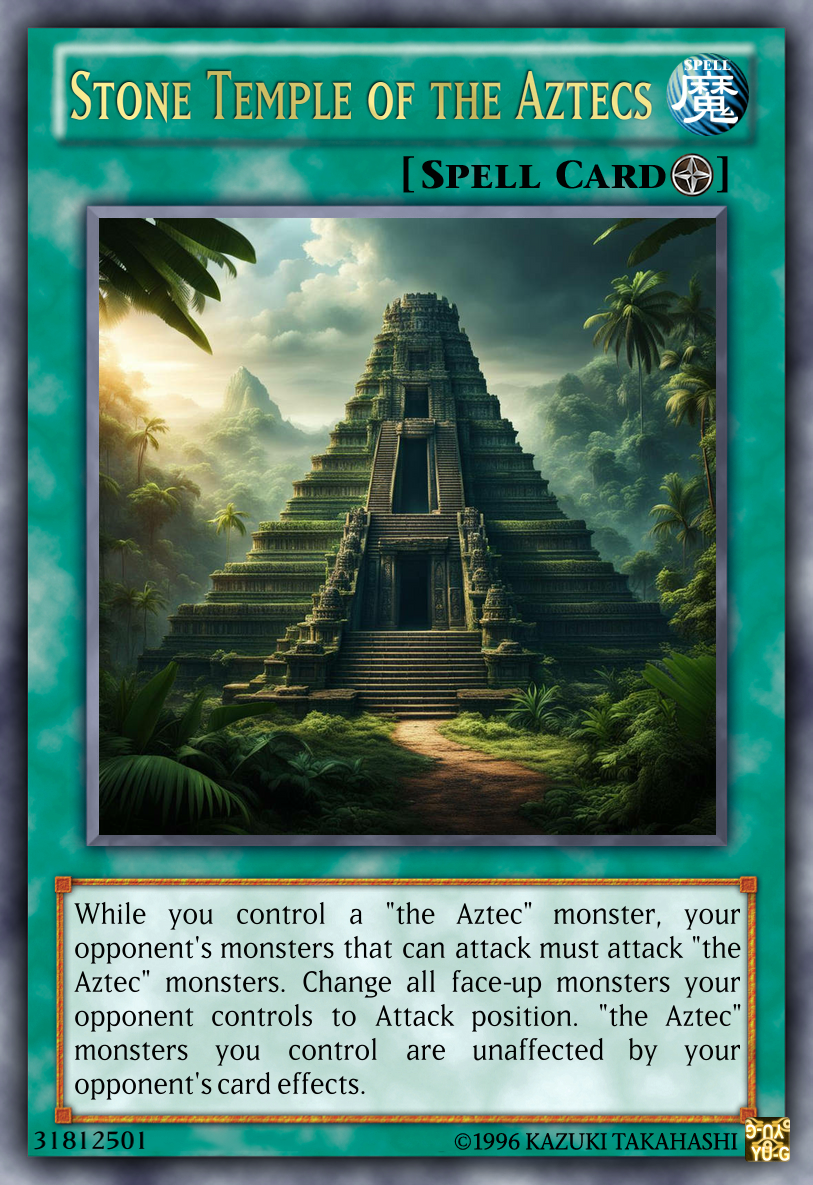 STONE TEMPLE OF THE AZTECS
SPELL
魔
[SPELL CARD]
While you control a "the Aztec" monster, your
opponent's monsters that can attack must attack "the
Aztec" monsters. Change all face-up monsters your
opponent controls to Attack position. "the Aztec"
monsters you control are unaffected by your
opponent's card effects.
31812501
©1996 KAZUKI TAKAHASHI